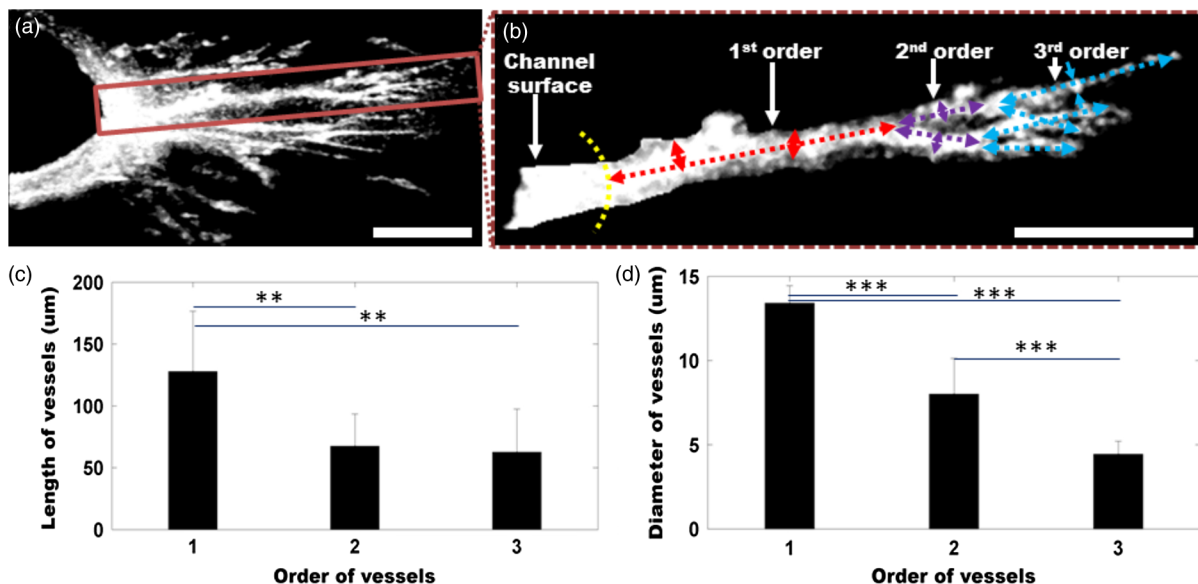 (a)
(b)
Channel
surface
1st order
2nd order
3rd order
(c)
Length of vessels (um)
200
150
100
50
0
**
**
1
2
3
Order of vessels
(d)
Diameter of vessels (um)
15
10
5
0
***
***
***
1
2
3
Order of vessels